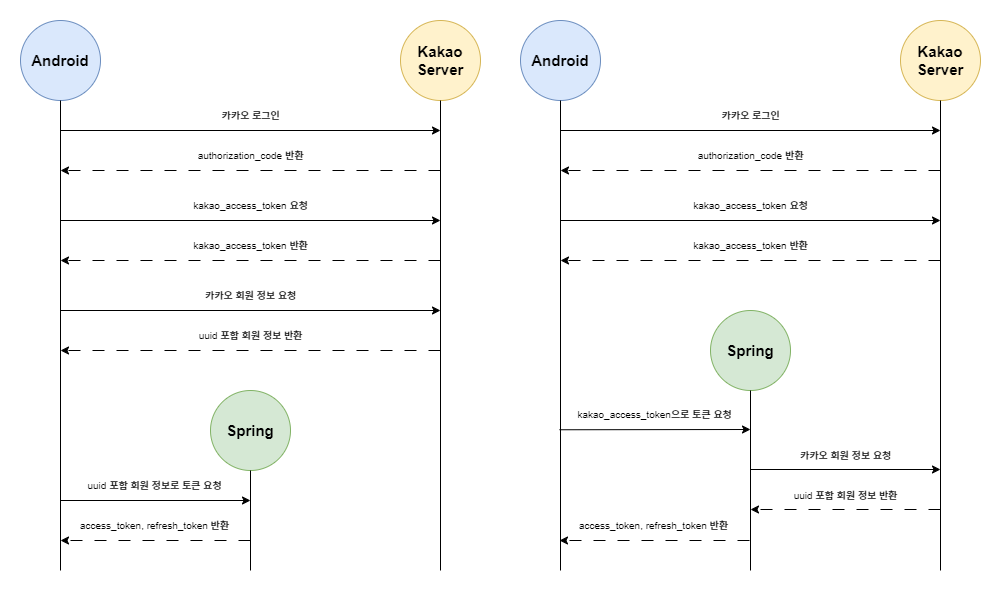 Android
Kakao
Server
카카오 로그인
authorization_code 반환
kakao_access_token 요청
kakao_access_token 반환
카카오 회원 정보 요청
uuid 포함 회원 정보 반환
Spring
uuid 포함 회원 정보로 토큰 요청
access_token, refresh_token 반환
Android
Kakao
Server
카카오 로그인
authorization_code 반환
kakao_access_token 요청
kakao_access_token 반환
Spring
kakao_access_token으로 토큰 요청
카카오 회원 정보 요청
uuid 포함 회원 정보 반환
access_token, refresh_token 반환